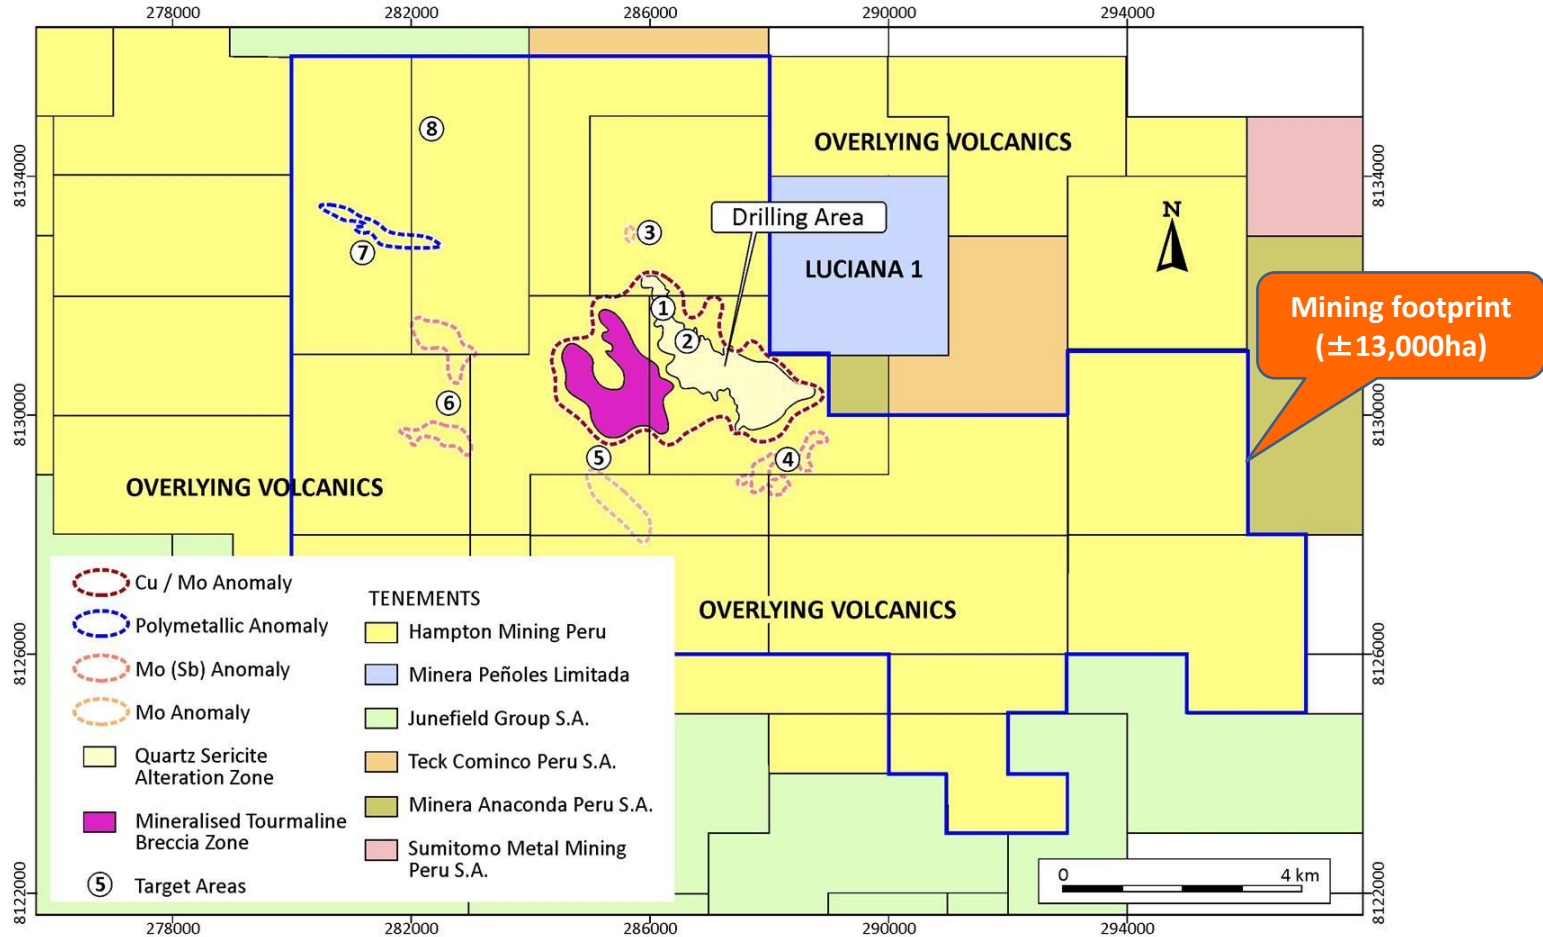 278000
282000
286000
290000
294000
8
OVERLYING VOLCANICS
8134000
8134000
N
3
Drilling Area
7
LUCIANA 1
Mining footprint
(±13,000ha)
1
2
6
8130000
8130000
5
4
OVERLYING VOLCANICS
OVERLYING VOLCANICS
Cu / Mo Anomaly
Polymetallic Anomaly
Mo (Sb) Anomaly
Mo Anomaly
Quartz Sericite
Alteration Zone
Mineralised Tourmaline
Breccia Zone
5
Target Areas
TENEMENTS
Hampton Mining Peru
Minera Peñoles Limitada
Junefield Group S.A.
Teck Cominco Peru S.A.
Minera Anaconda Peru S.A.
Sumitomo Metal Mining
Peru S.A.
8126000
8126000
0
4 km
8122000
8122000
278000
282000
286000
290000
294000